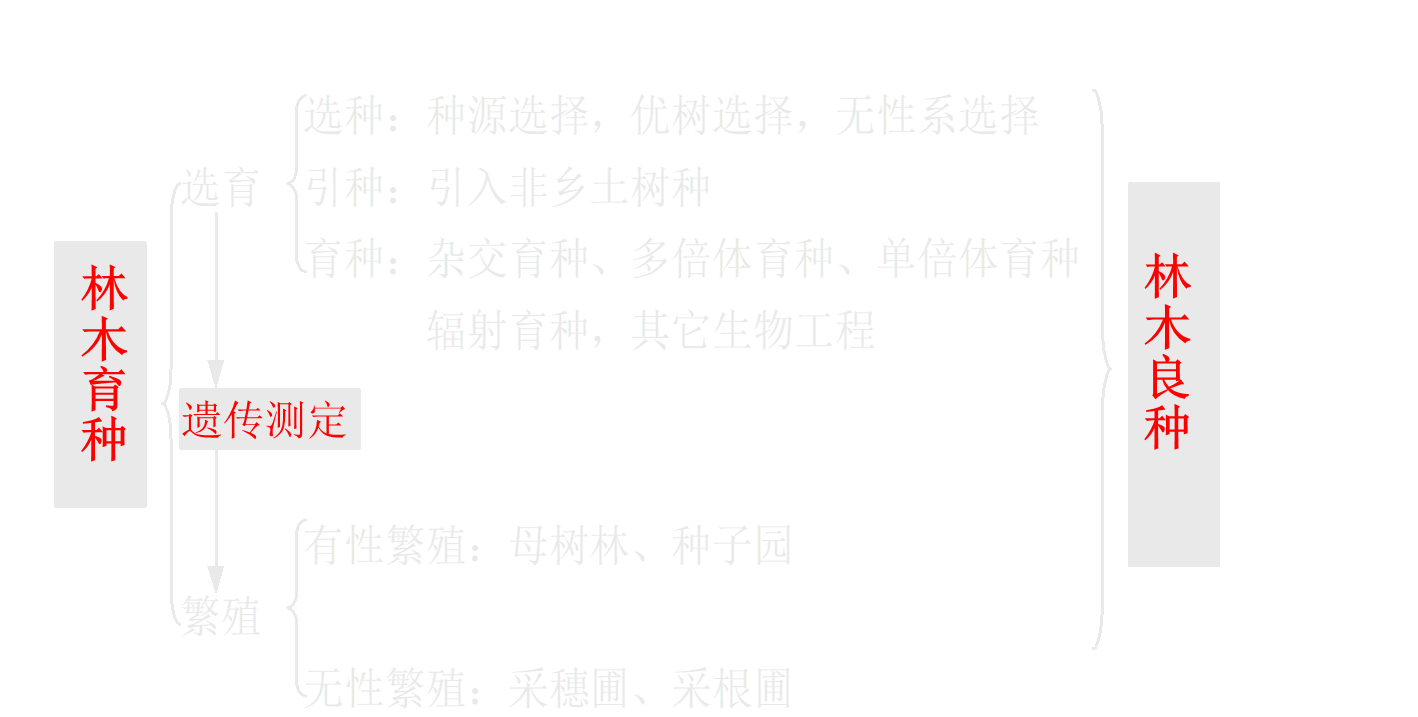 林木育种
选育
选种：种源选择，优树选择，无性系选择
引种：引入非乡土树种
育种：杂交育种、多倍体育种、单倍体育种
辐射育种，其它生物工程
遗传测定
繁殖
有性繁殖：母树林、种子园
无性繁殖：采穗圃、采根圃
林木良种